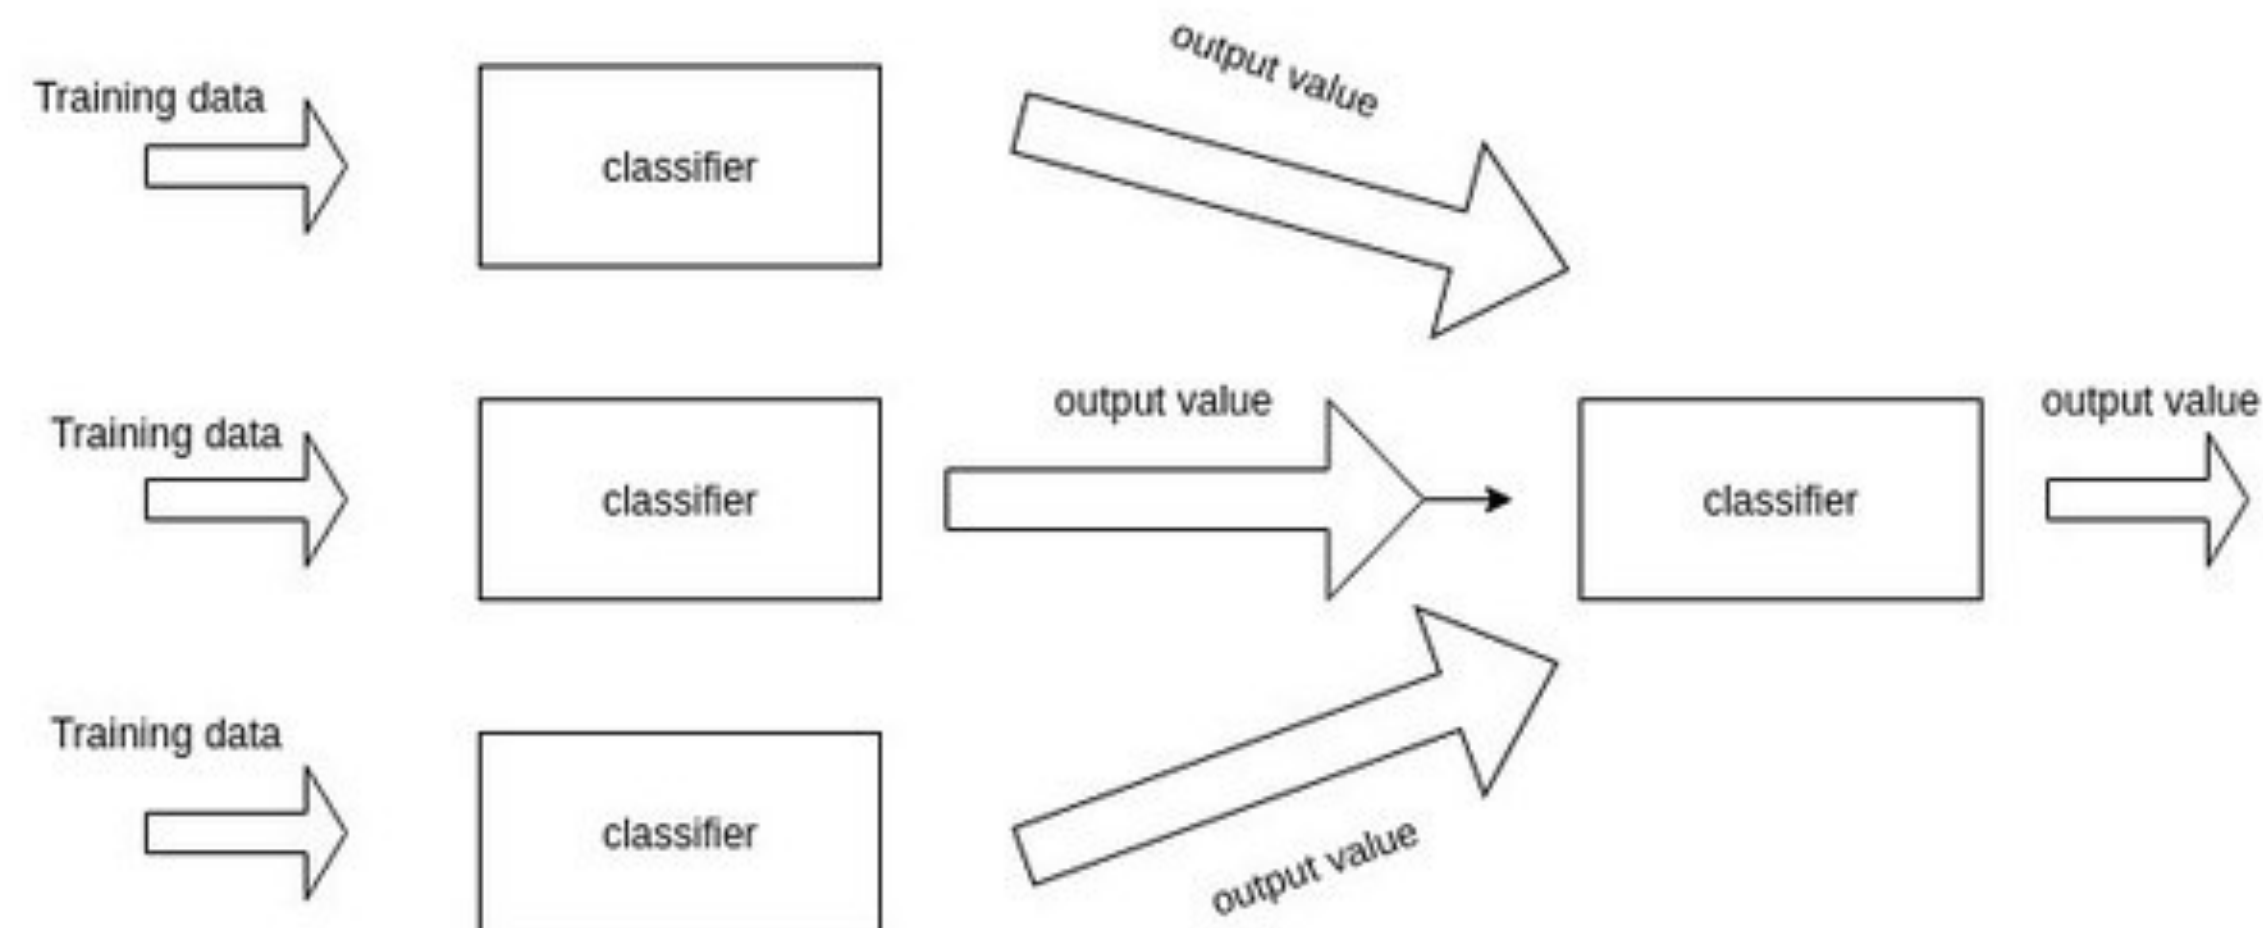 output value
Training data
classifier
output value
output value
Training data
classifier
classifier
Training data
classifier
output value